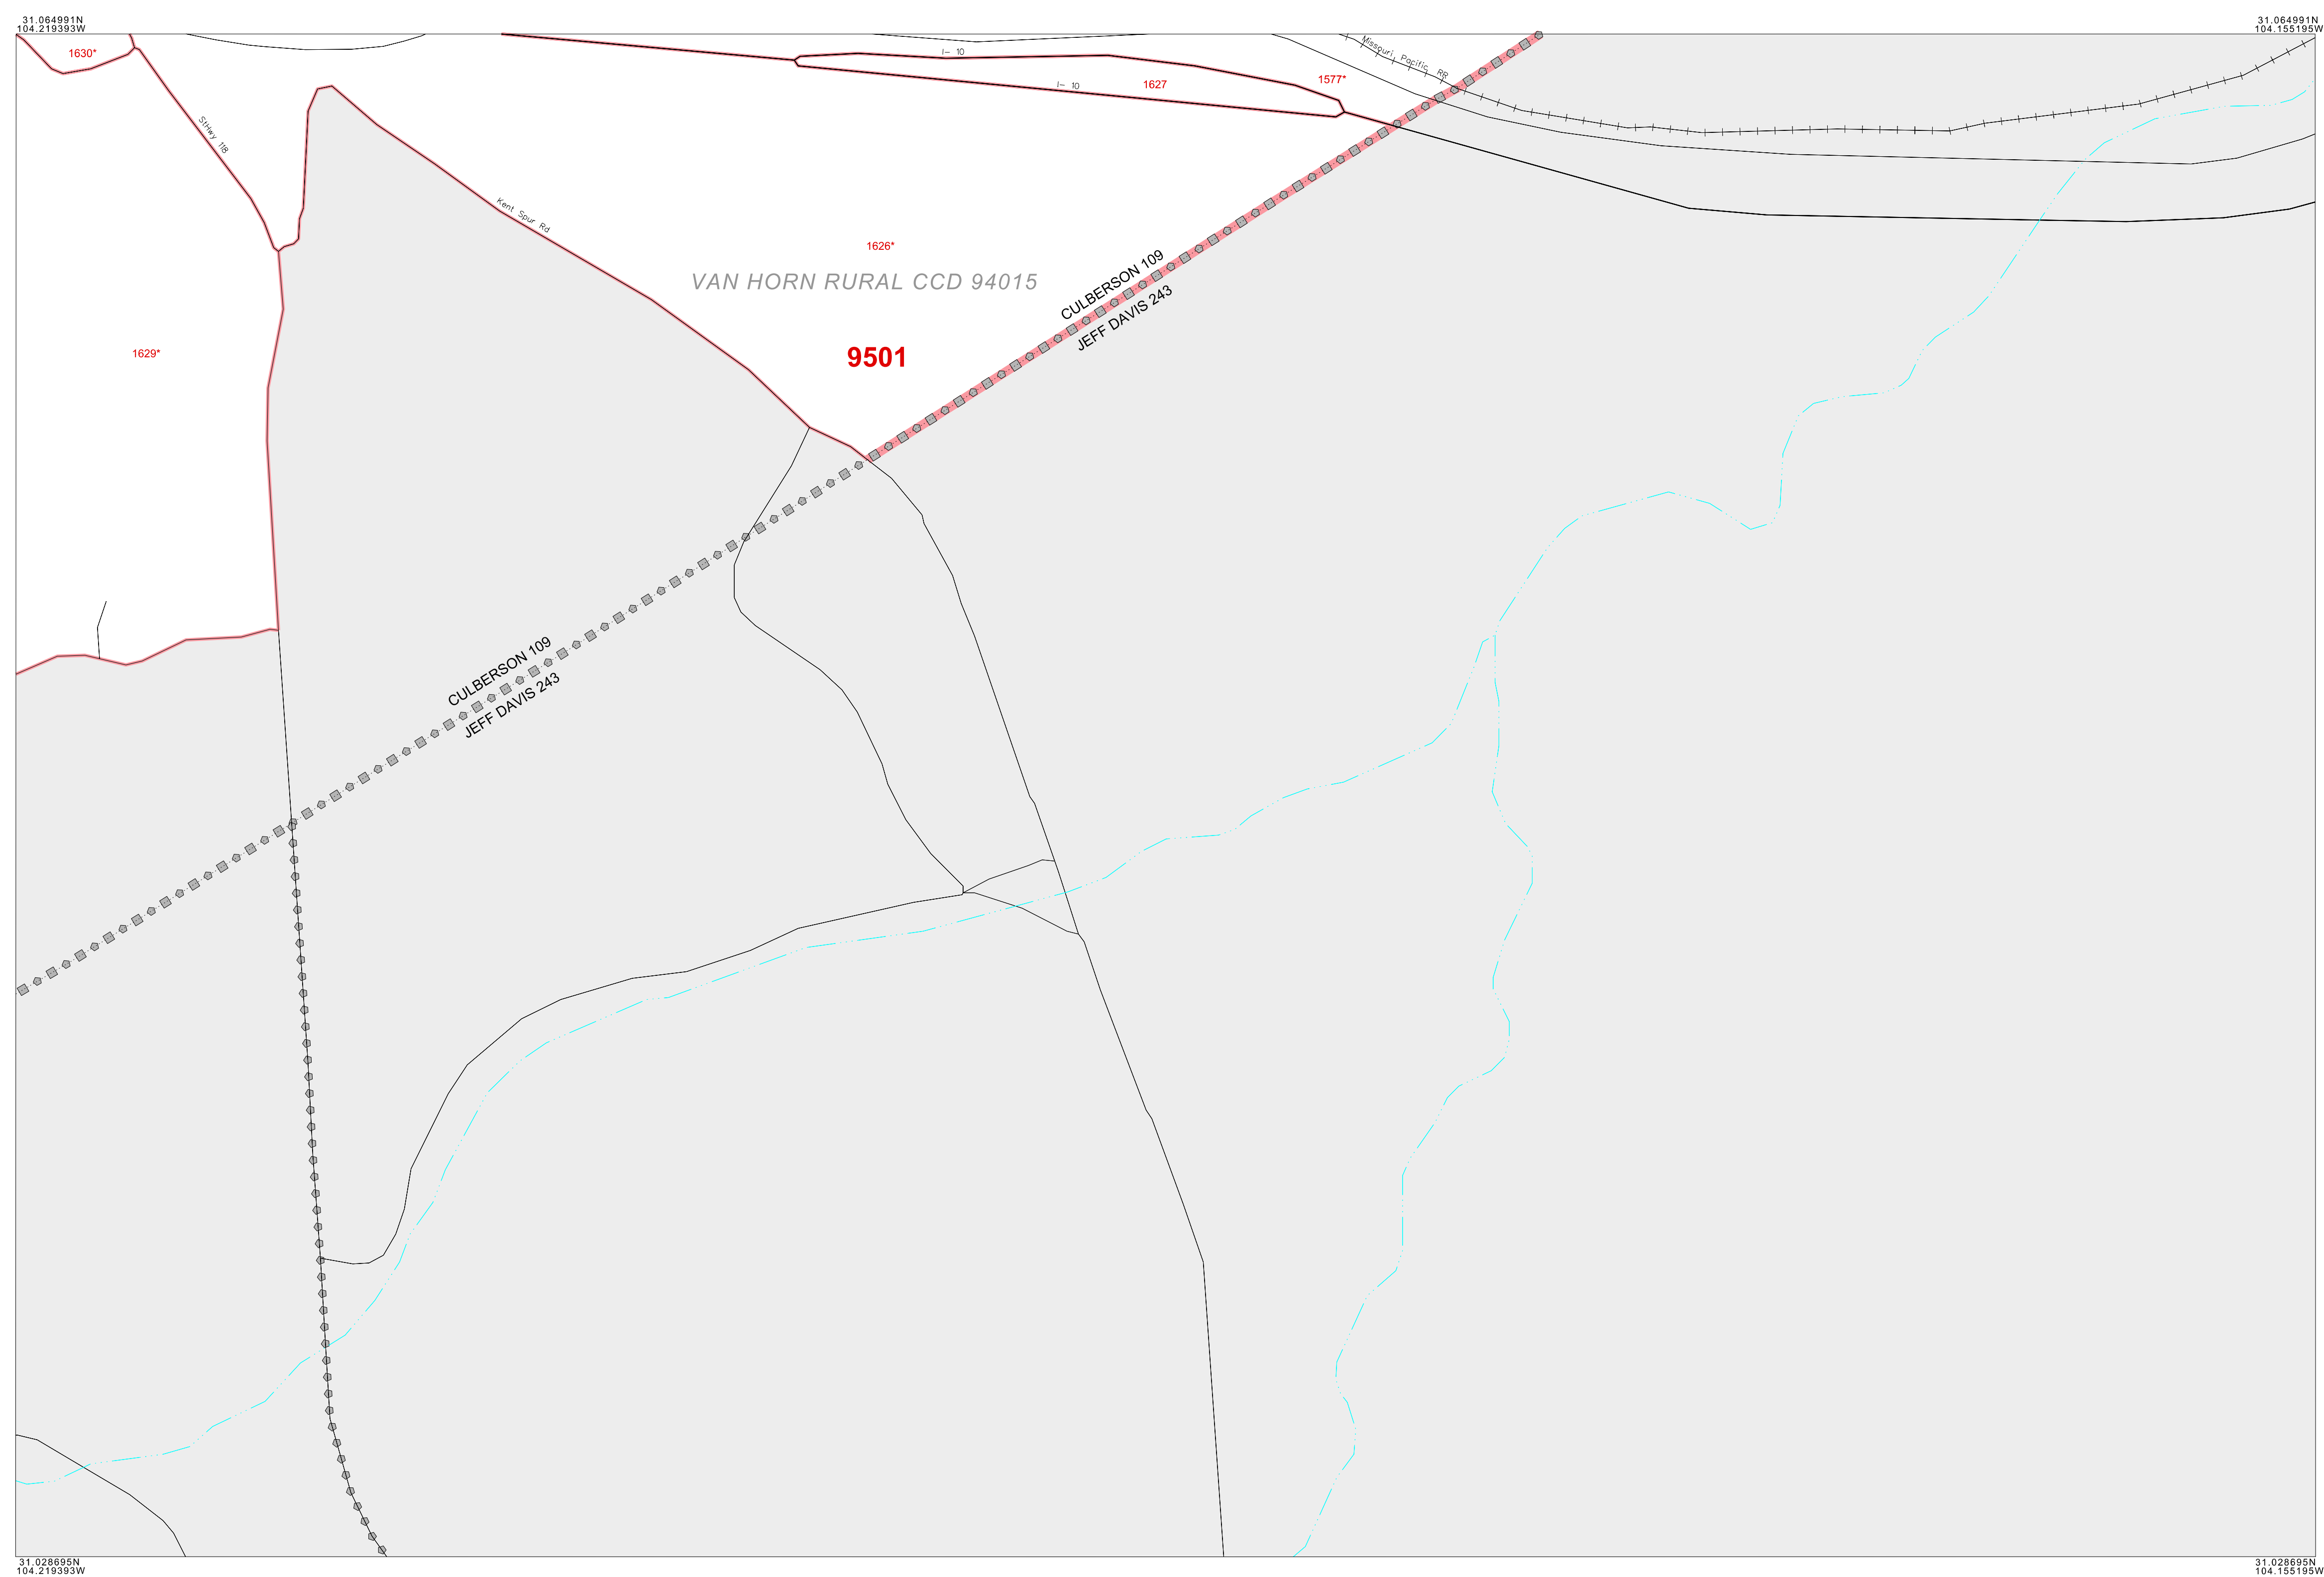 31.064991N
104.219393W
31.064991N
104.155195W
1630*
I- 10
Missouri Pacific RR
1577*
I- 10
1627
StHwy 118
Kent Spur Rd
1626*
VAN HORN RURAL CCD 94015
CULBERSON 109
JEFF DAVIS 243
1629*
9501
CULBERSON 109
JEFF DAVIS 243
31.028695N
104.219393W
31.028695N
104.155195W